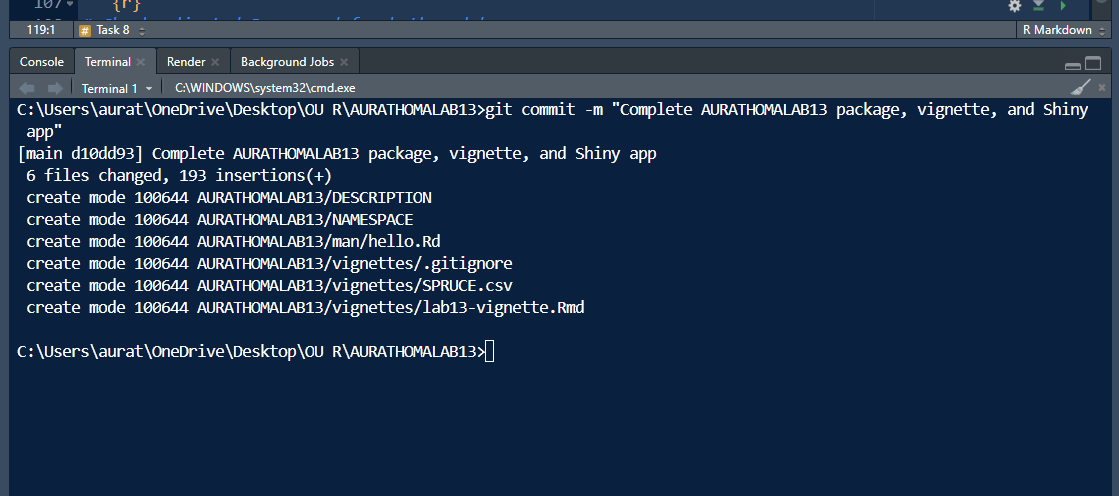 107
{r}
119:1 # Task 8 R Markdown
Console Terminal Render Background Jobs
Terminal 1 C:\WINDOWS\system32\cmd.exe
C:\Users\aurat\OneDrive\Desktop\OU R\AURATHOMALAB13>git commit -m "Complete AURATHOMALAB13 package, vignette, and Shiny
app"
[main d10dd93] Complete AURATHOMALAB13 package, vignette, and Shiny app
6 files changed, 193 insertions(+)
create mode 100644 AURATHOMALAB13/DESCRIPTION
create mode 100644 AURATHOMALAB13/NAMESPACE
create mode 100644 AURATHOMALAB13/man/hello.Rd
create mode 100644 AURATHOMALAB13/vignettes/.gitignore
create mode 100644 AURATHOMALAB13/vignettes/SPRUCE.csv
create mode 100644 AURATHOMALAB13/vignettes/lab13-vignette.Rmd
C:\Users\aurat\OneDrive\Desktop\OU R\AURATHOMALAB13>